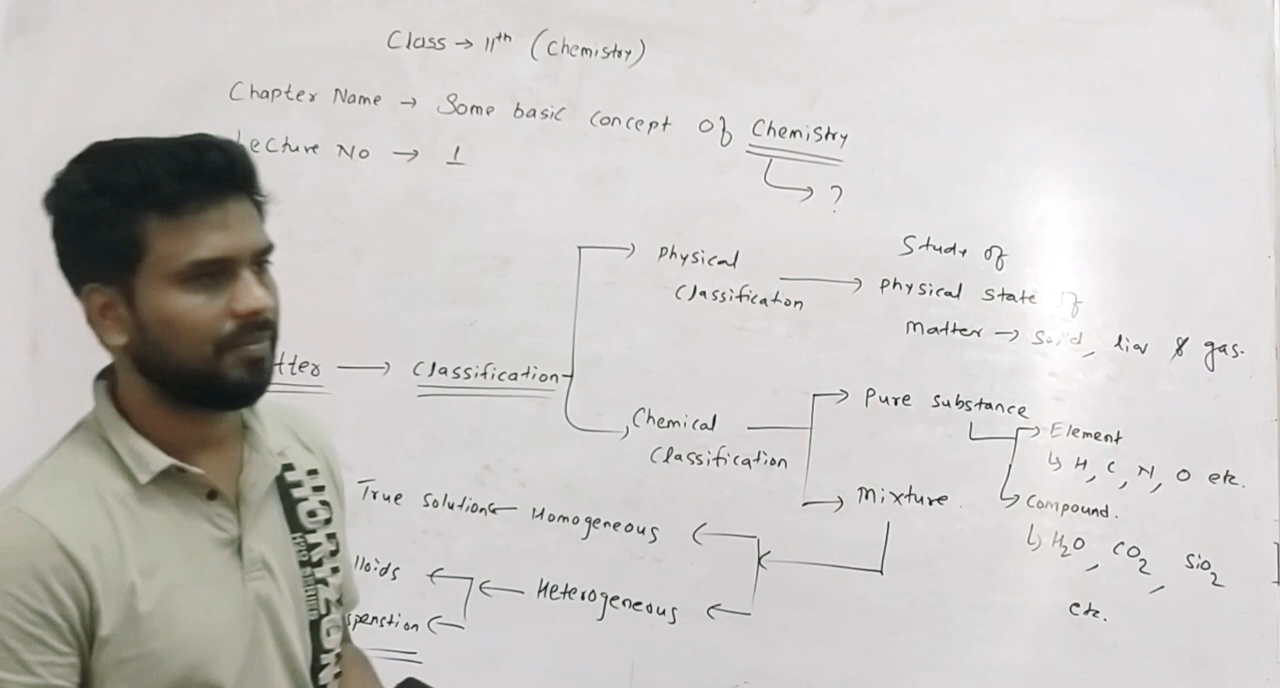 Class → 11th (Chemistry)
Chapter Name → Some basic concept of Chemistry
Lecture No → 1
?
Physical
Classification
Study of
Physical state of
Matter → Solid, liq & gas.
tter → Classification
Chemical
Classification
Pure substance
Element
H, C, N, O etc.
Mixture.
Compound.
H2O, CO2, SiO2
etc.
True Solution ← Homogeneous
Heterogeneous
lloids
spenstion
HORIZON